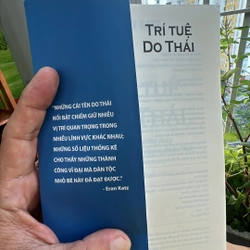 TRÍ TUỆ
DO THÁI
"NHỮNG CÁI TÊN DO THÁI
NỔI BẬT CHIẾM GIỮ NHIỀU
VỊ TRÍ QUAN TRỌNG TRONG
NHIỀU LĨNH VỰC KHÁC NHAU;
NHỮNG SỐ LIỆU THỐNG KÊ
CHO THẤY NHỮNG THÀNH
CÔNG VĨ ĐẠI MÀ DÂN TỘC
NHỎ BÉ NÀY ĐÃ ĐẠT ĐƯỢC."
- Eran Katz